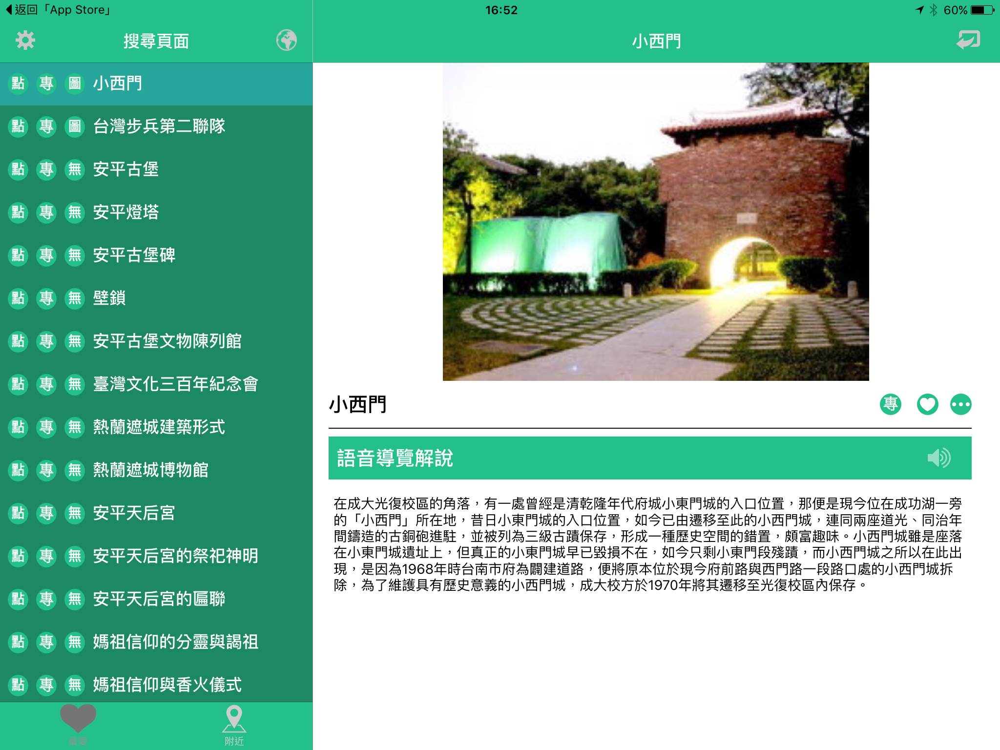 返回「App Store」
16:52
60%
搜尋頁面
小西門
點 專 圖 小西門
點 專 圖 台灣步兵第二聯隊
點 專 無 安平古堡
點 專 無 安平燈塔
點 專 無 安平古堡碑
點 專 無 壁鎖
點 專 無 安平古堡文物陳列館
點 專 無 臺灣文化三百年紀念會
點 專 無 熱蘭遮城建築形式
點 專 無 熱蘭遮城博物館
點 專 無 安平天后宮
點 專 無 安平天后宮的祭祀神明
點 專 無 安平天后宮的匾聯
點 專 無 媽祖信仰的分靈與謁祖
點 專 無 媽祖信仰與香火儀式
最愛
附近
小西門
專
語音導覽解說
在成大光復校區的角落，有一處曾經是清乾隆年代府城小東門城的入口位置，那便是現今位在成功湖一旁
的「小西門」所在地，昔日小東門城的入口位置，如今已由遷移至此的小西門城，連同兩座道光、同治年
間鑄造的古銅砲進駐，並被列為三級古蹟保存，形成一種歷史空間的錯置，頗富趣味。小西門城雖是座落
在小東門城遺址上，但真正的小東門城早已毀損不在，如今只剩小東門段殘蹟，而小西門城之所以在此出
現，是因為1968年時台南市府為闢建道路，便將原本位於現今府前路與西門路一段路口處的小西門城拆
除，為了維護具有歷史意義的小西門城，成大校方於1970年將其遷移至光復校區內保存。